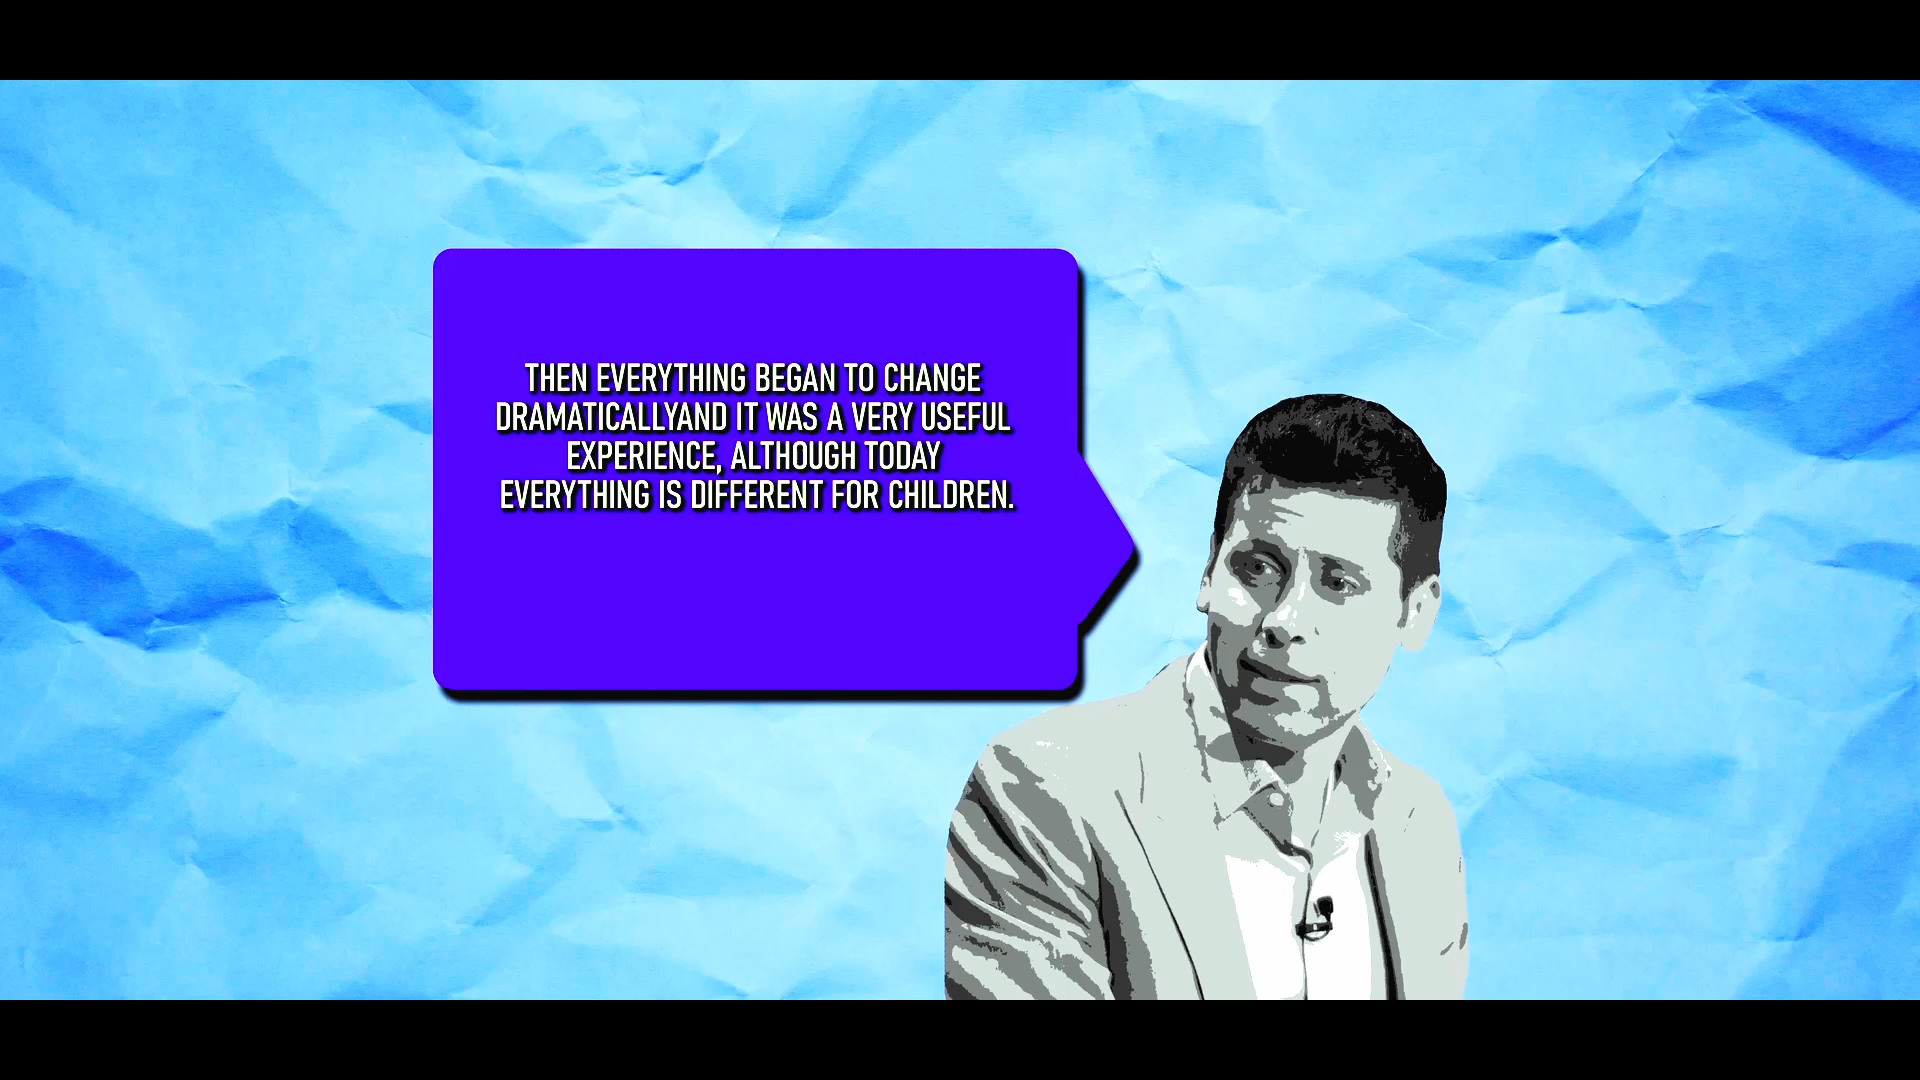 THEN EVERYTHING BEGAN TO CHANGE
DRAMATICALLYAND IT WAS A VERY USEFUL
EXPERIENCE, ALTHOUGH TODAY
EVERYTHING IS DIFFERENT FOR CHILDREN.